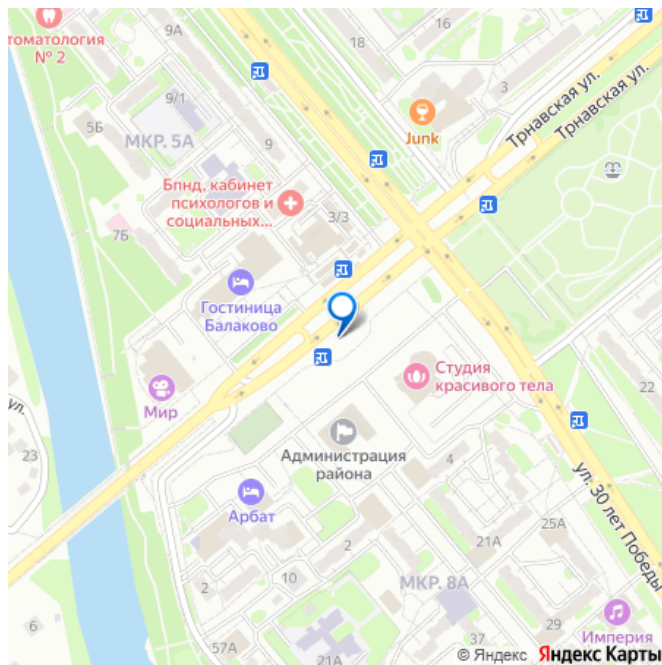 9А
18
16
томатология
№ 2
9/1
3
Трнавская ул.
Трнавская ул.
5Б
МКР. 5А
9
Junk
Бпнд, кабинет
психологов и
социальных...
3/3
7Б
Гостиница
Балаково
Студия
красивого тела
22
Мир
ул.
23
Администрация
района
4
ул. 30 лет Победы
Арбат
25А
21А
2
2
10
МКР. 8А
6
57А
21А
37
29
Империя
© Яндекс Яндекс Карты